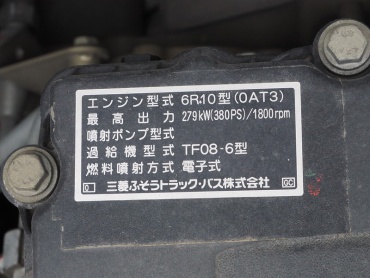 エンジン型式 6R10型(0AT3)
最高出力 279kW(380PS)/1800rpm
噴射ポンプ型式
過給機型式 TF08-6型
燃料噴射方式 電子式
G 三菱ふそうトラック・バス株式会社 GC